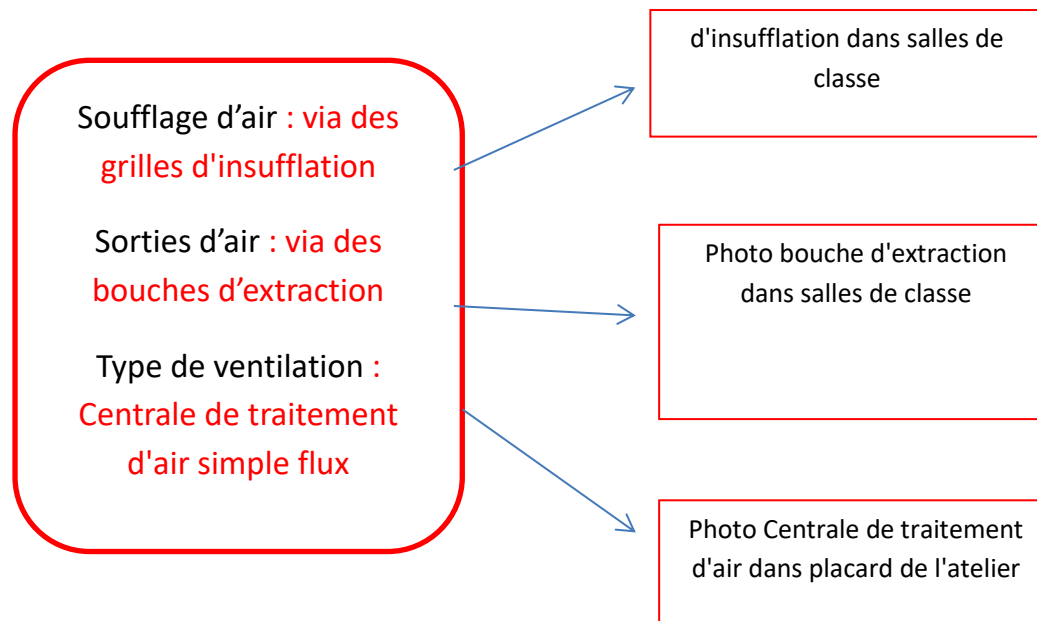 Soufflage d’air : via des
grilles d'insufflation
Sorties d’air : via des
bouches d’extraction
Type de ventilation :
Centrale de traitement
d'air simple flux
d'insufflation dans salles de
classe
Photo bouche d'extraction
dans salles de classe
Photo Centrale de traitement
d'air dans placard de l'atelier